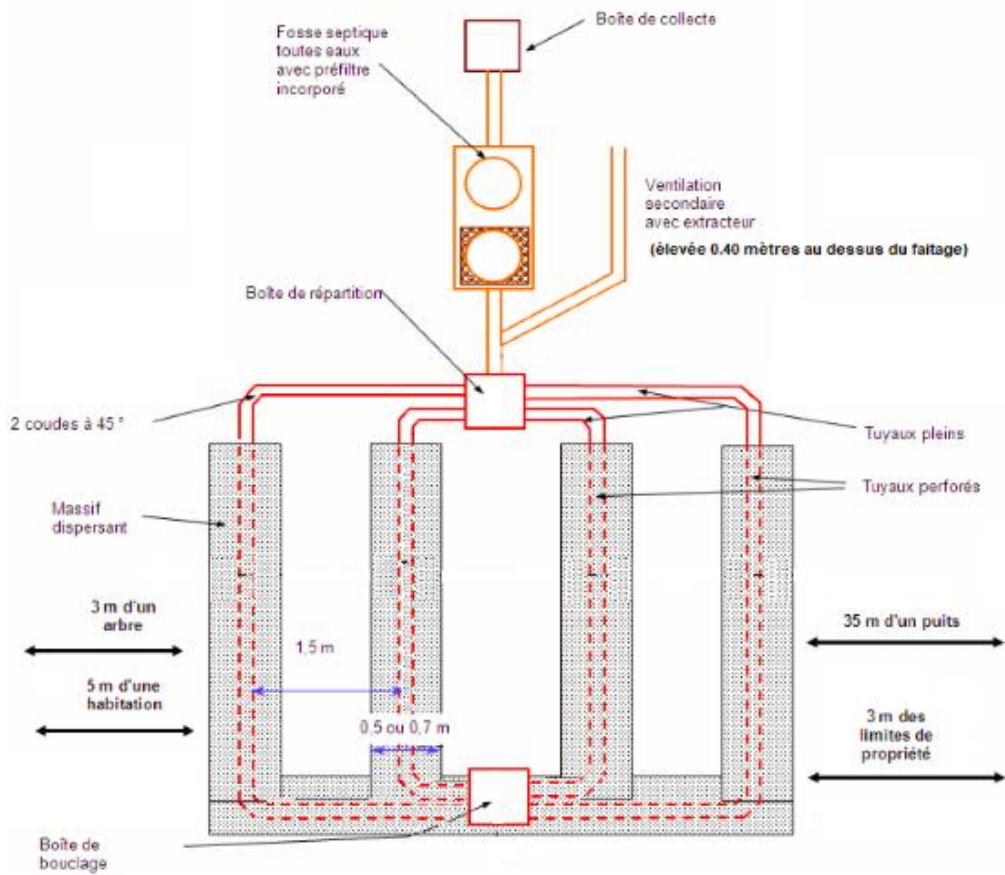 Boîte de collecte
Fosse septique
toutes eaux
avec préfiltre
incorporé
Ventilation
secondaire
avec extracteur
(élevée 0.40 mètres au dessus du faitage)
Boîte de répartition
2 coudes à 45 °
Tuyaux pleins
Tuyaux perforés
Massif
dispersant
3 m d'un
arbre
1,5 m
35 m d'un puits
5 m d'une
habitation
0,5 ou 0,7 m
3 m des
limites de
propriété
Boîte de
bouclage